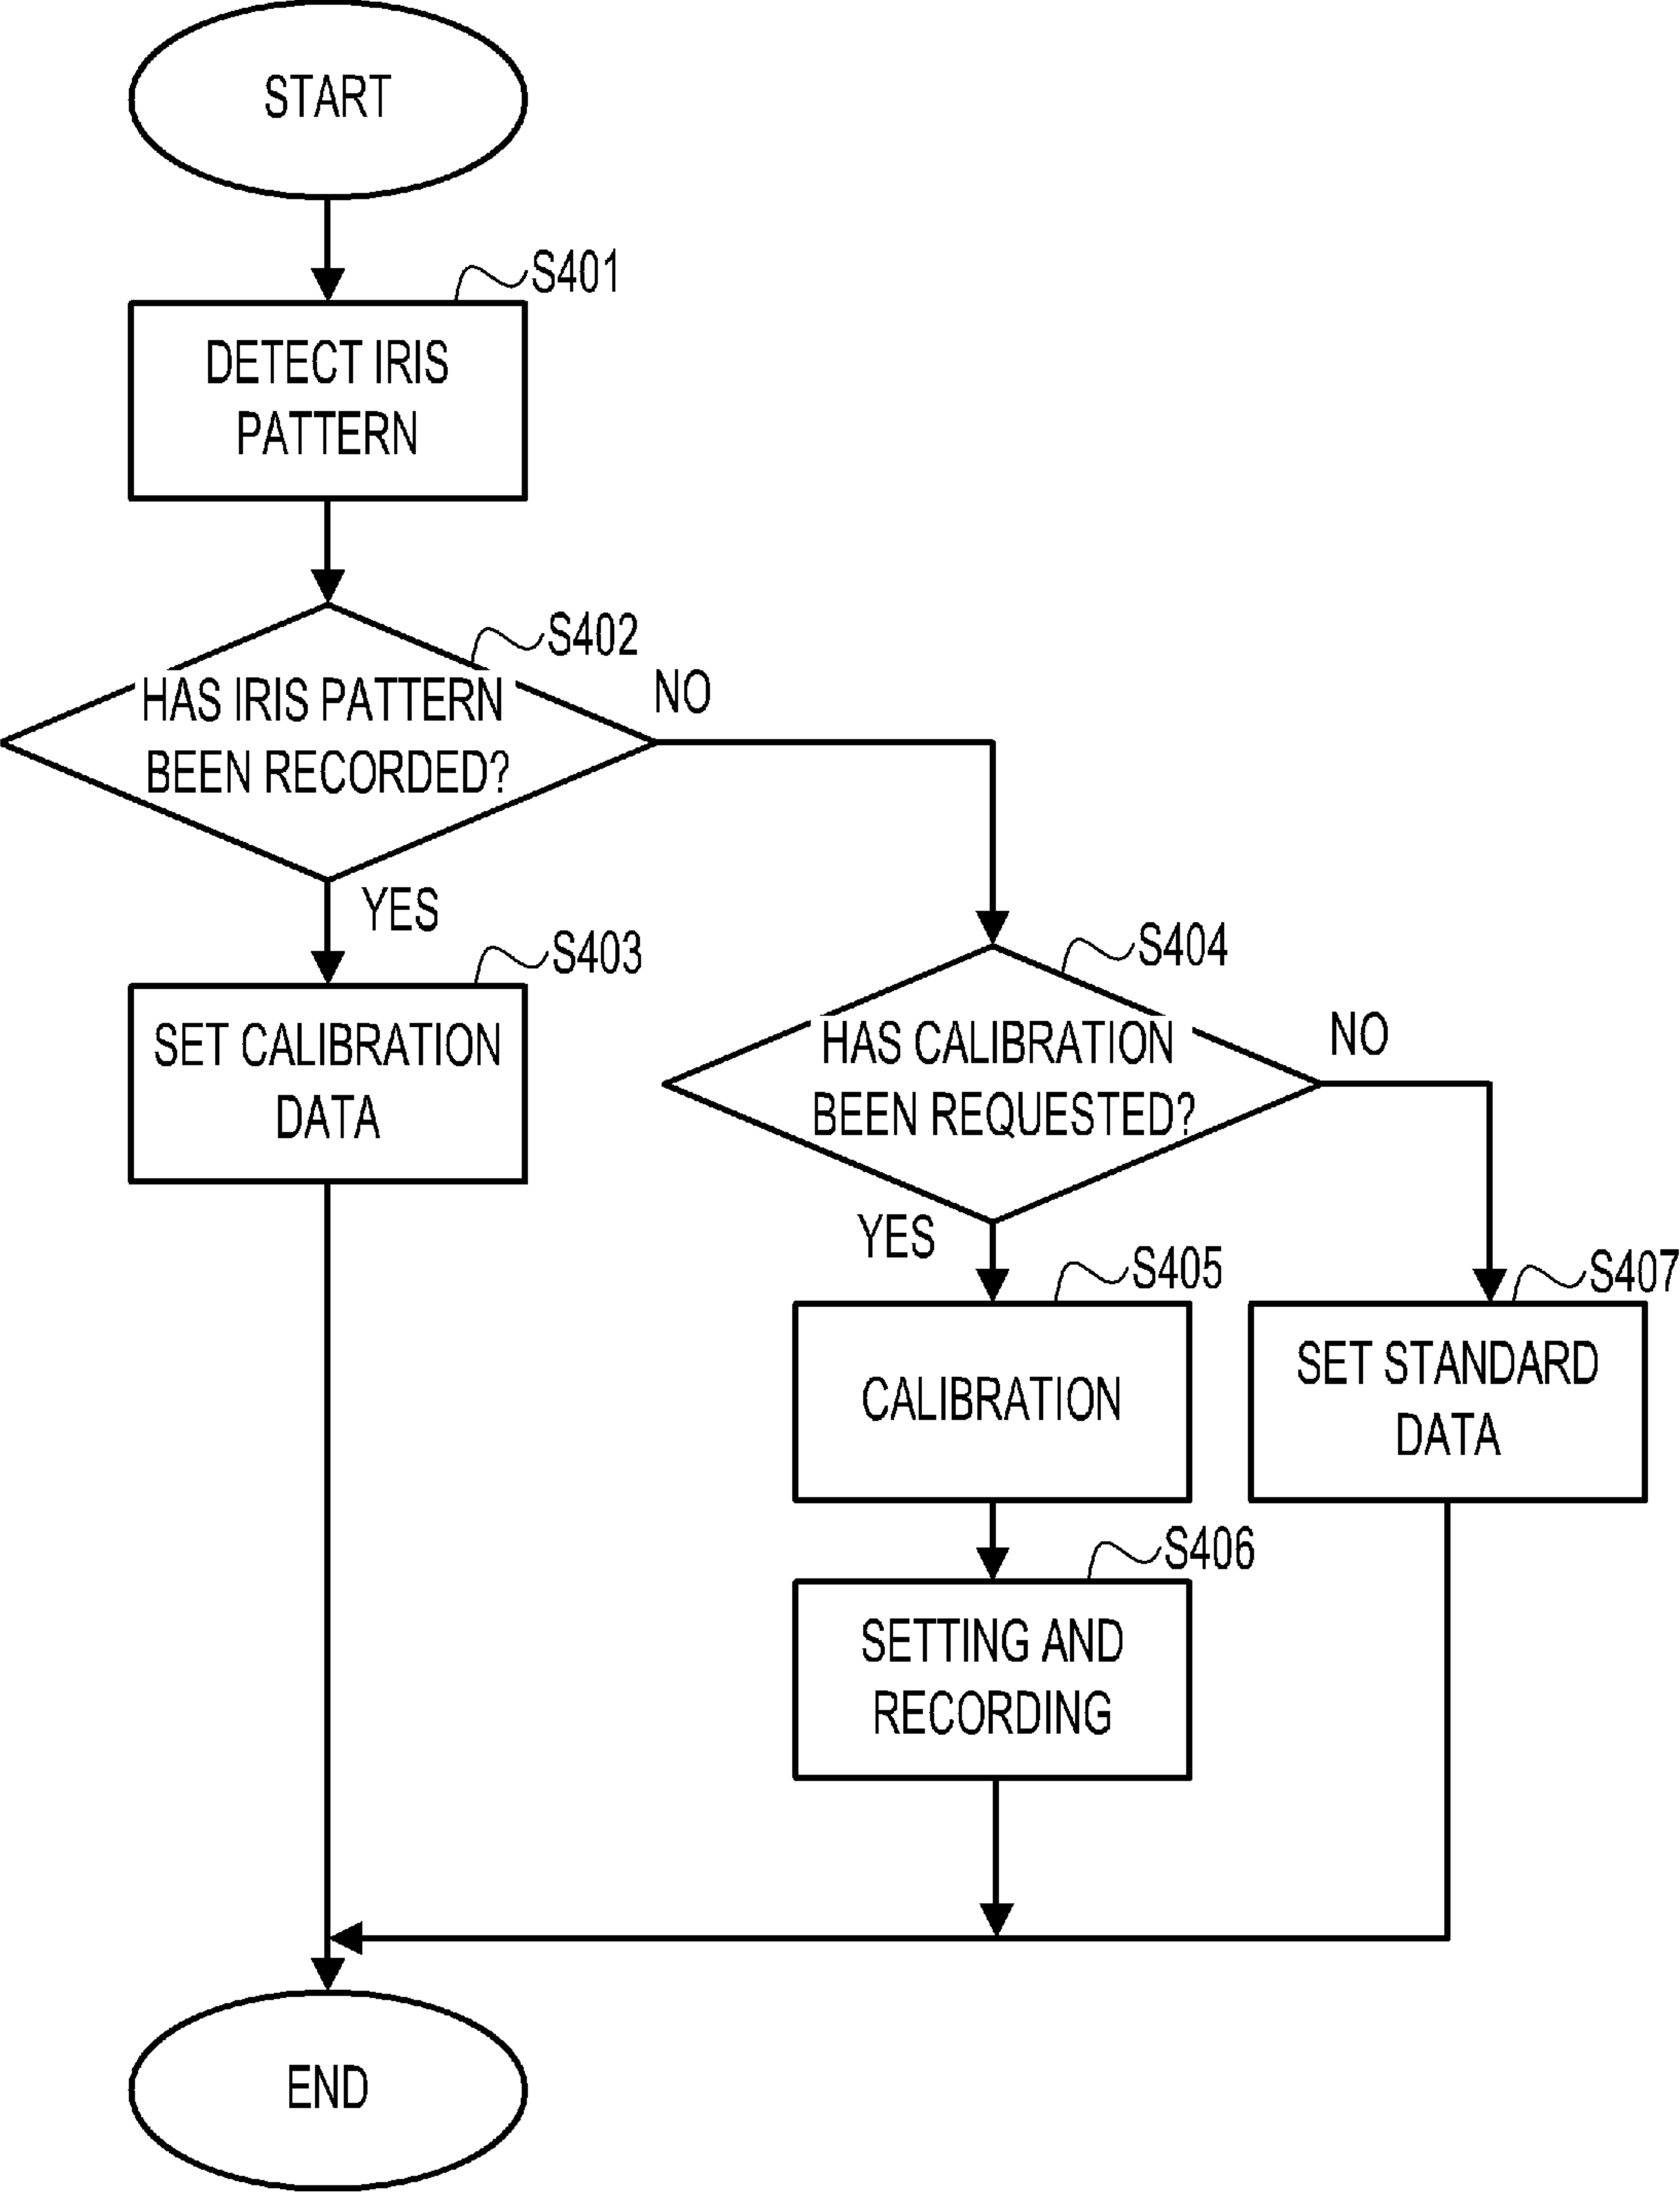 START
S401
DETECT IRIS
PATTERN
S402
HAS IRIS PATTERN
BEEN RECORDED?
NO
YES
S403
SET CALIBRATION
DATA
S404
HAS CALIBRATION
BEEN REQUESTED?
NO
YES
S405
CALIBRATION
S407
SET STANDARD
DATA
S406
SETTING AND
RECORDING
END